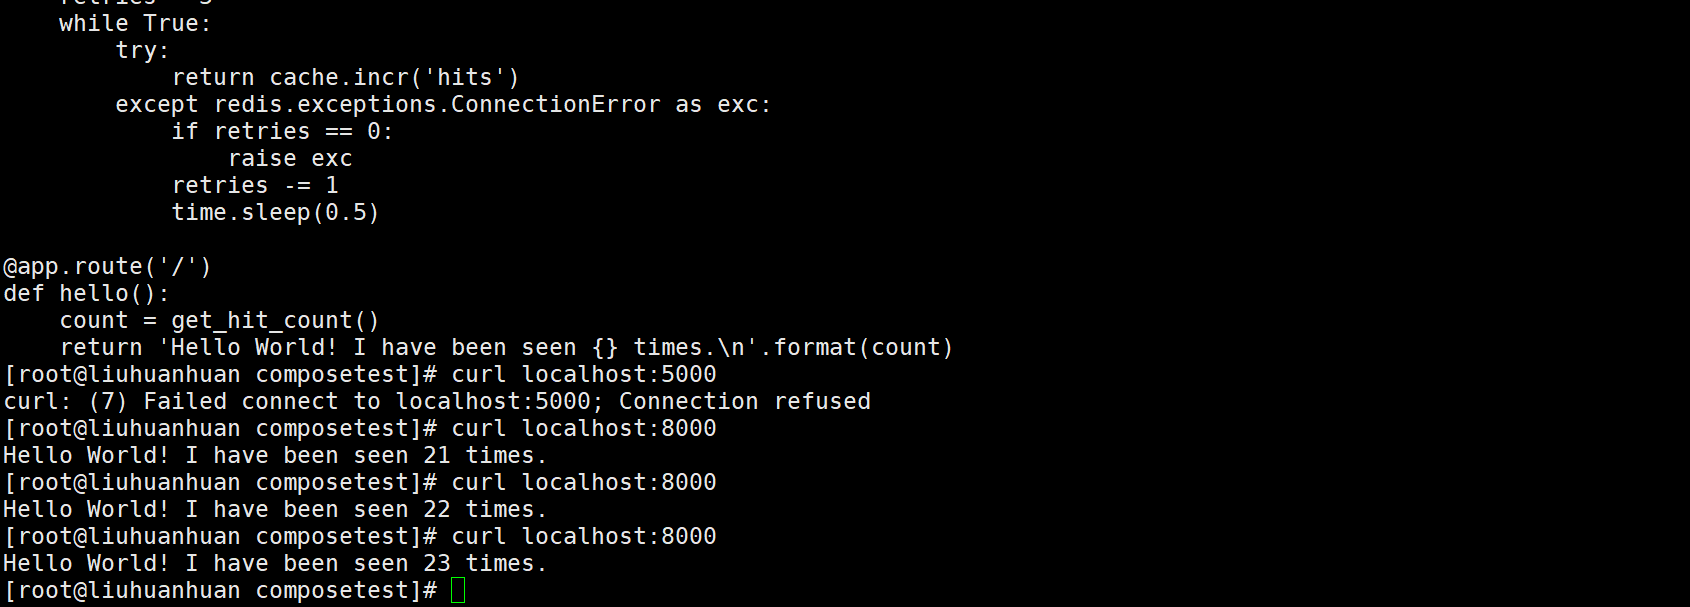 retries = 5
    while True:
        try:
            return cache.incr('hits')
        except redis.exceptions.ConnectionError as exc:
            if retries == 0:
                raise exc
            retries -= 1
            time.sleep(0.5)

@app.route('/')
def hello():
    count = get_hit_count()
    return 'Hello World! I have been seen {} times.\n'.format(count)
[root@liuhuanhuan composetest]# curl localhost:5000
curl: (7) Failed connect to localhost:5000; Connection refused
[root@liuhuanhuan composetest]# curl localhost:8000
Hello World! I have been seen 21 times.
[root@liuhuanhuan composetest]# curl localhost:8000
Hello World! I have been seen 22 times.
[root@liuhuanhuan composetest]# curl localhost:8000
Hello World! I have been seen 23 times.
[root@liuhuanhuan composetest]#